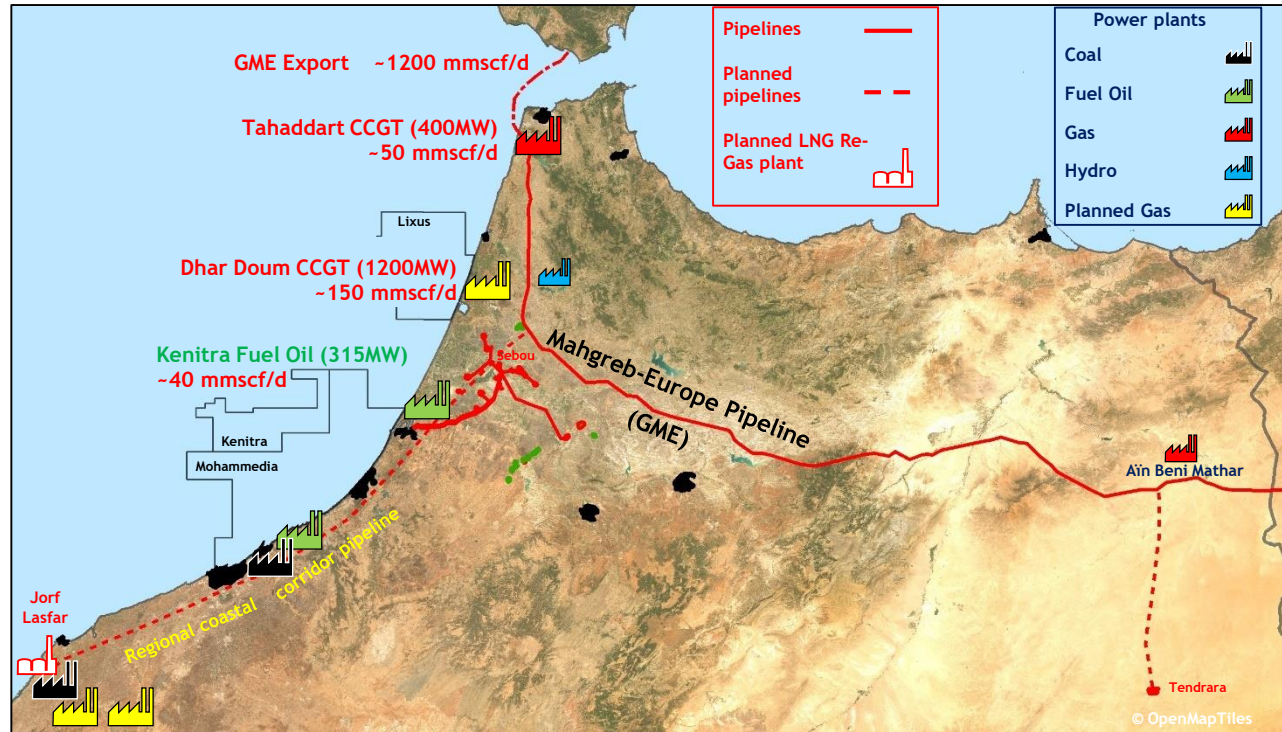 GME Export ~1200 mmscf/d
Tahaddart CCGT (400MW)
~50 mmscf/d
Lixus
Dhar Doum CCGT (1200MW)
~150 mmscf/d
Kenitra Fuel Oil (315MW)
~40 mmscf/d
Kenitra
Mohammedia
Sebou
Mahgreb-Europe Pipeline
(GME)
Aïn Beni Mathar
Tendrara
Regional coastal corridor pipeline
Jorf
Lasfar
Pipelines
Planned
pipelines
Planned LNG Re-
Gas plant
Power plants
Coal
Fuel Oil
Gas
Hydro
Planned Gas
© OpenMapTiles